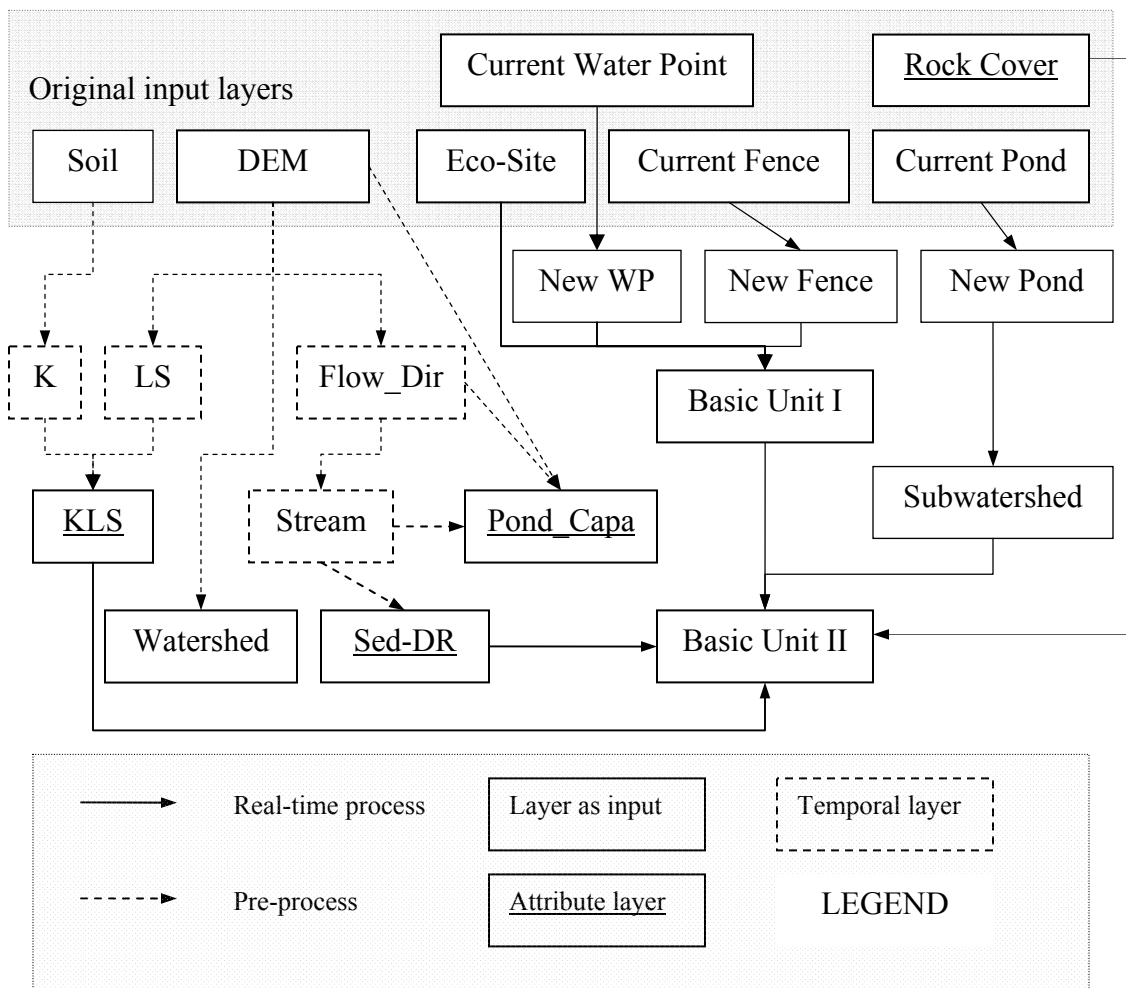 Current Water Point
Rock Cover
Original input layers
Soil
DEM
Eco-Site
Current Fence
Current Pond
New WP
New Fence
New Pond
K
LS
Flow_Dir
Basic Unit I
KLS
Stream
Pond_Capa
Subwatershed
Watershed
Sed-DR
Basic Unit II
Real-time process
Layer as input
Temporal layer
Pre-process
Attribute layer
LEGEND